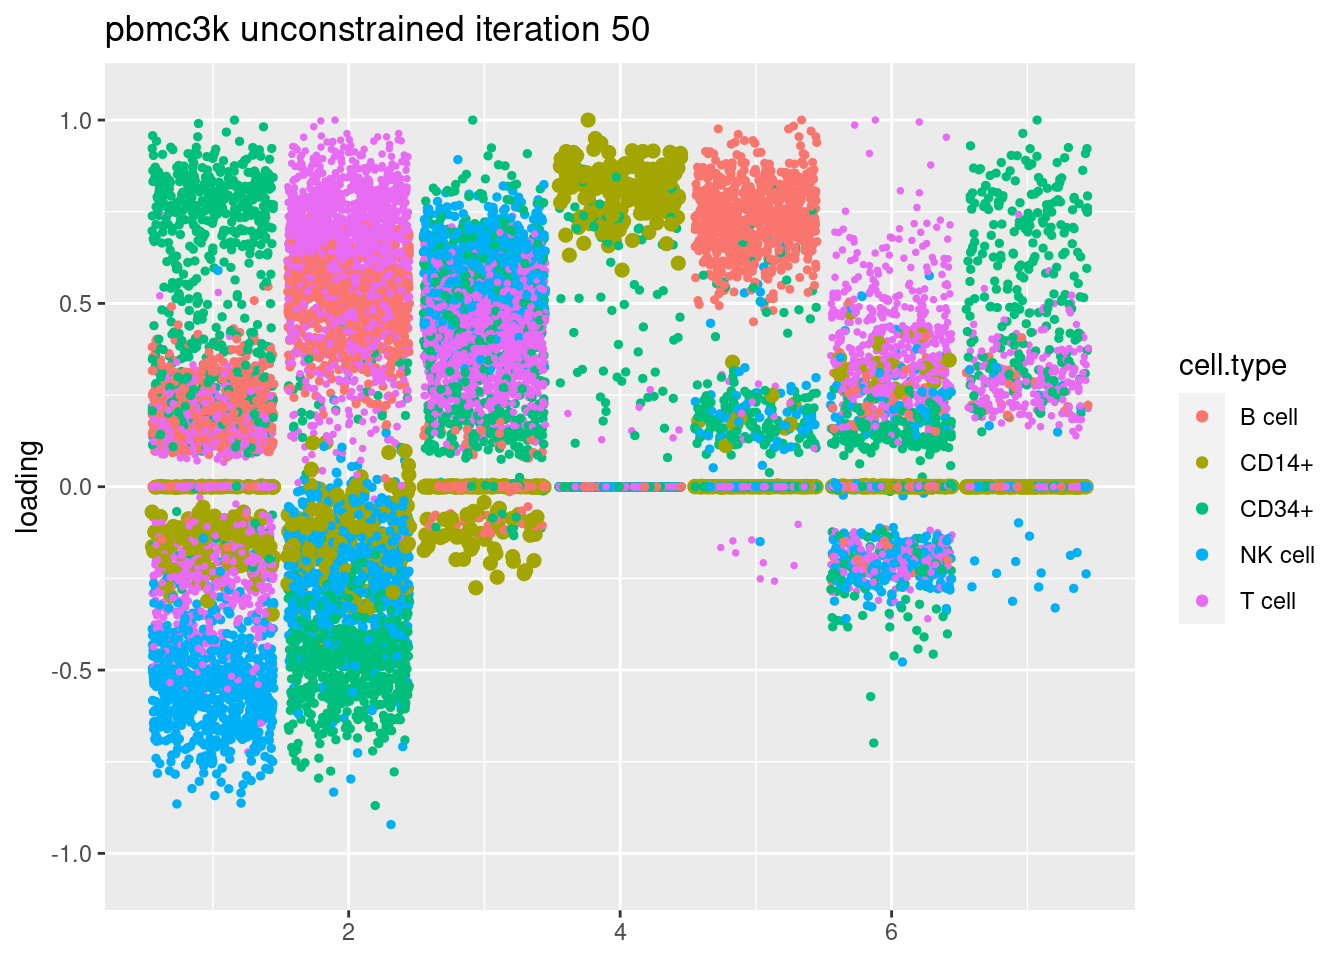 pbmc3k unconstrained iteration 50
loading
1.0
0.5
0.0
-0.5
-1.0
2
4
6
cell.type
B cell
CD14+
CD34+
NK cell
T cell